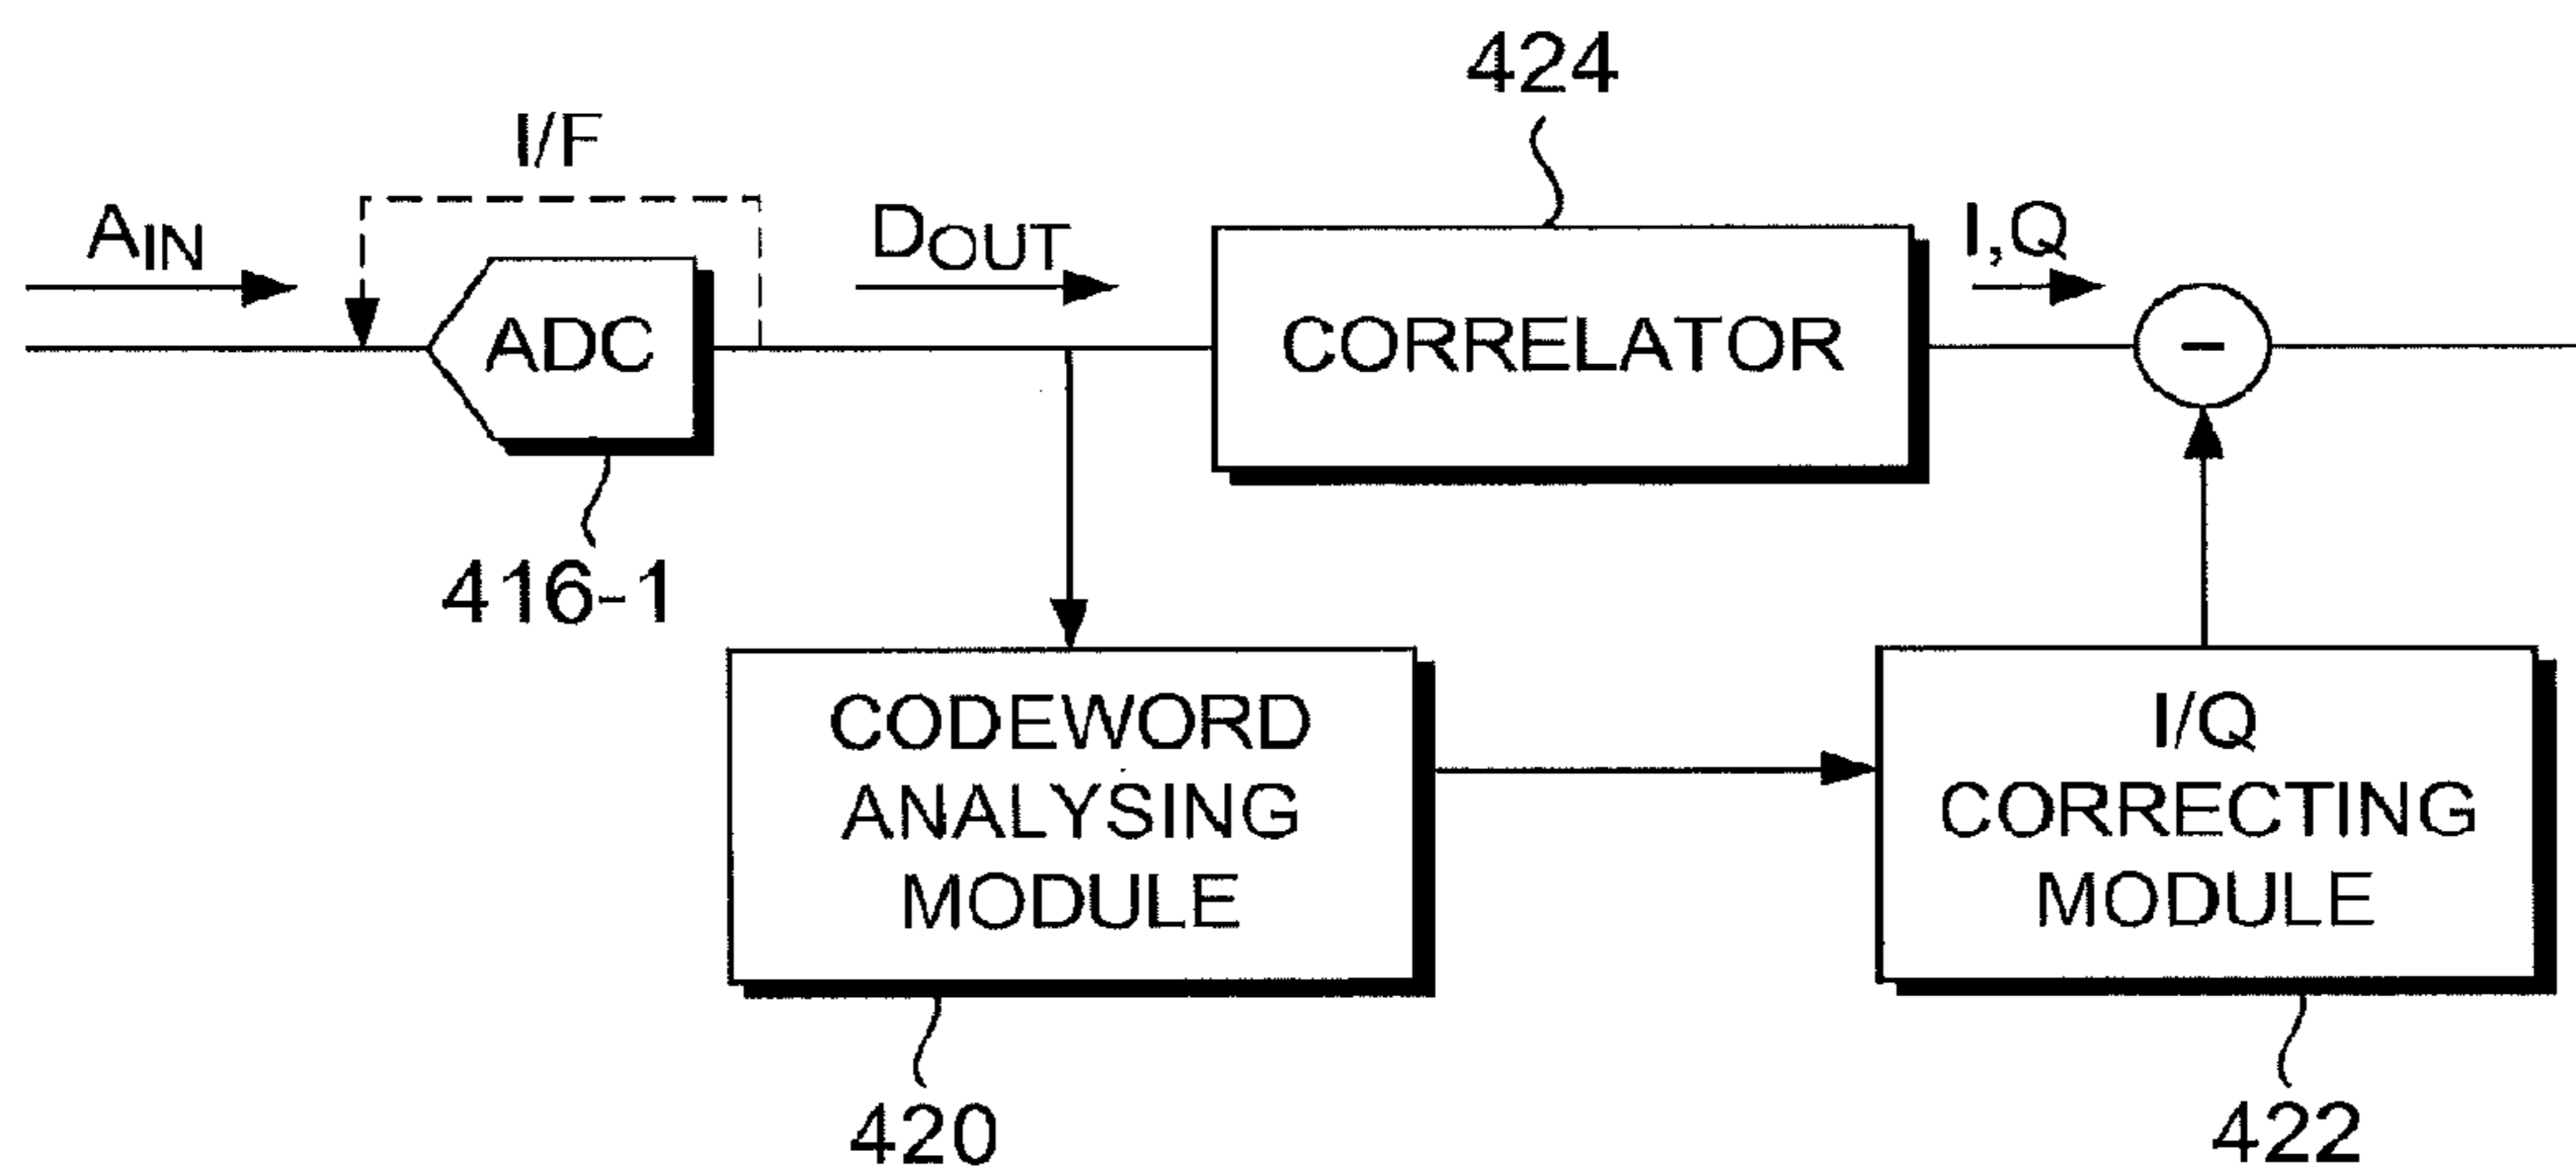 424
I/F
AIN
DOUT
I,Q
ADC
CORRELATOR
-
416-1
CODEWORD
ANALYSING
MODULE
I/Q
CORRECTING
MODULE
420
422